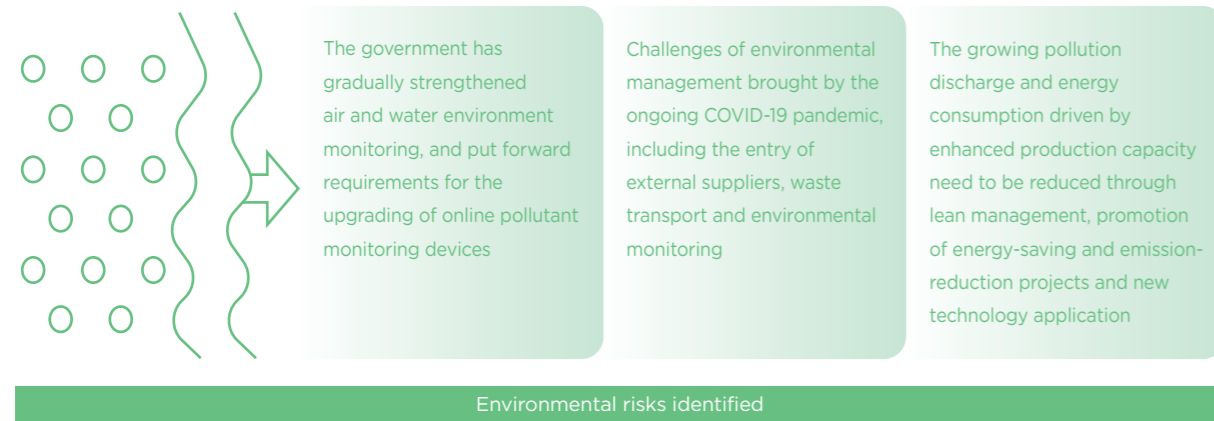 The government has
gradually strengthened
air and water environment
monitoring, and put forward
requirements for the
upgrading of online pollutant
monitoring devices
Challenges of environmental
management brought by the
ongoing COVID-19 pandemic,
including the entry of
external suppliers, waste
transport and environmental
monitoring
The growing pollution
discharge and energy
consumption driven by
enhanced production capacity
need to be reduced through
lean management, promotion
of energy-saving and emission-
reduction projects and new
technology application
Environmental risks identified